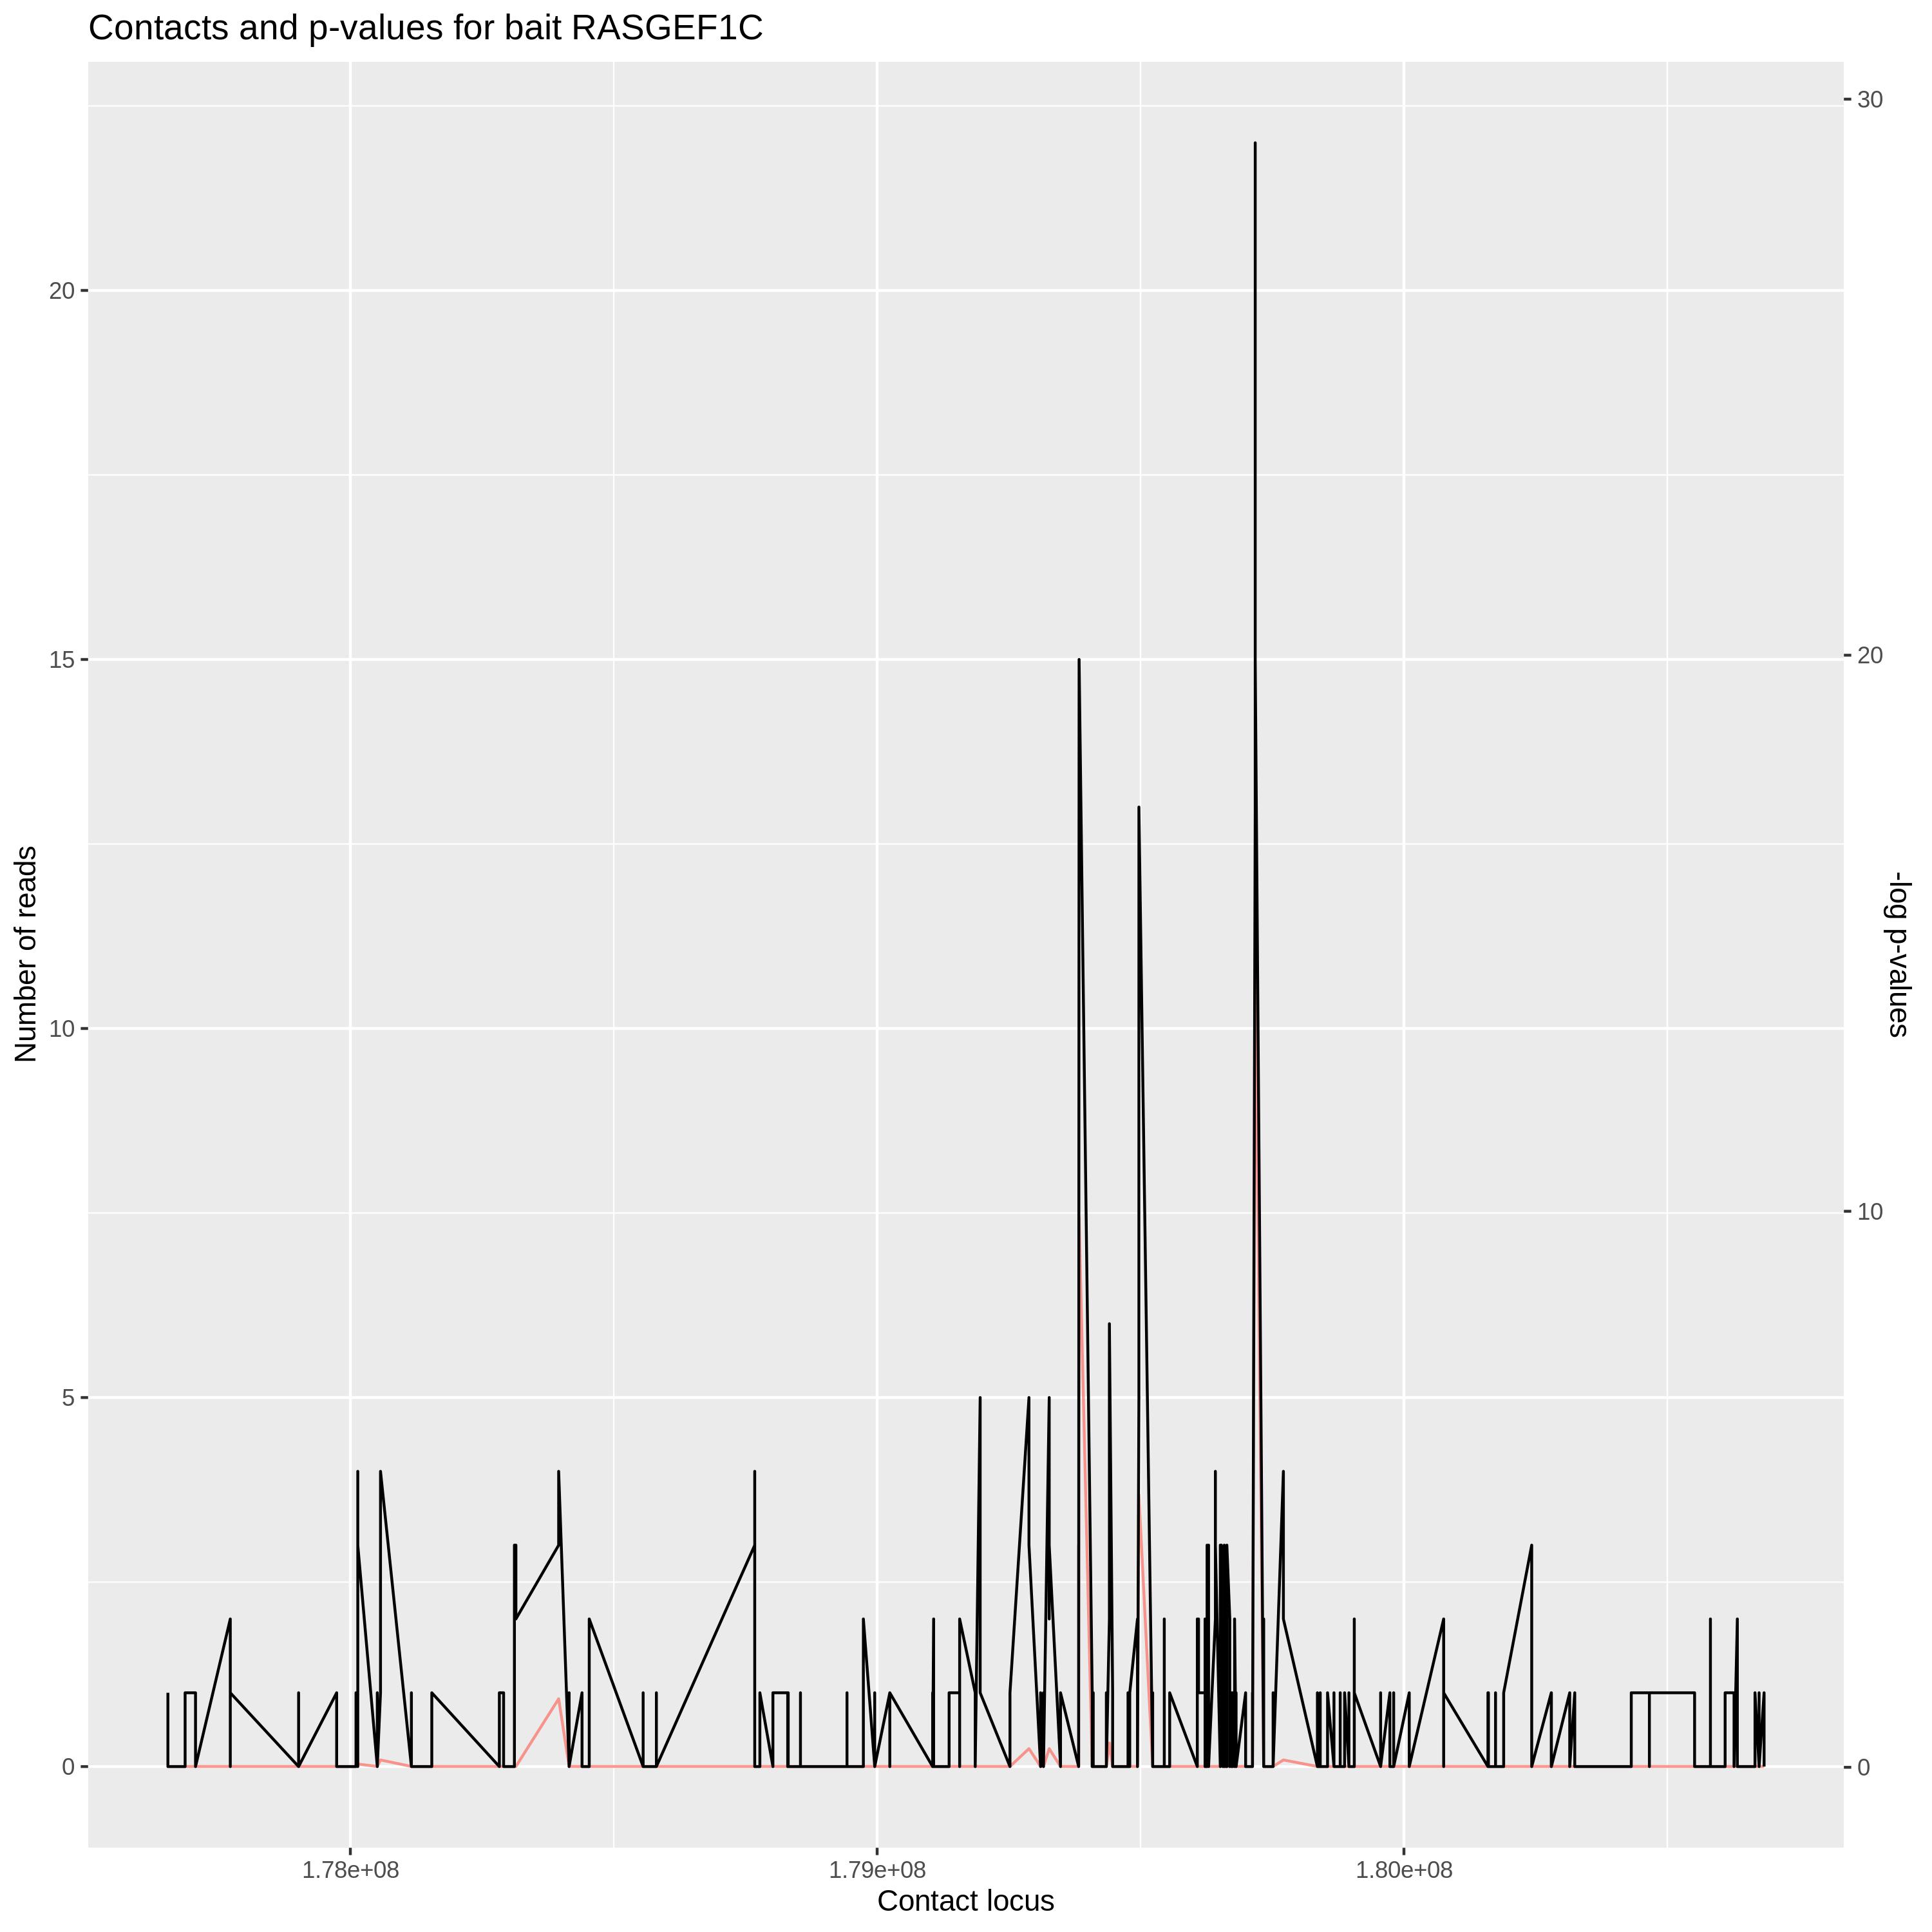 Contacts and p-values for bait RASGEF1C
30
20
20
15
10
10
5
0
0
Number of reads
-log p-values
1.78e+08
1.79e+08
1.80e+08
Contact locus